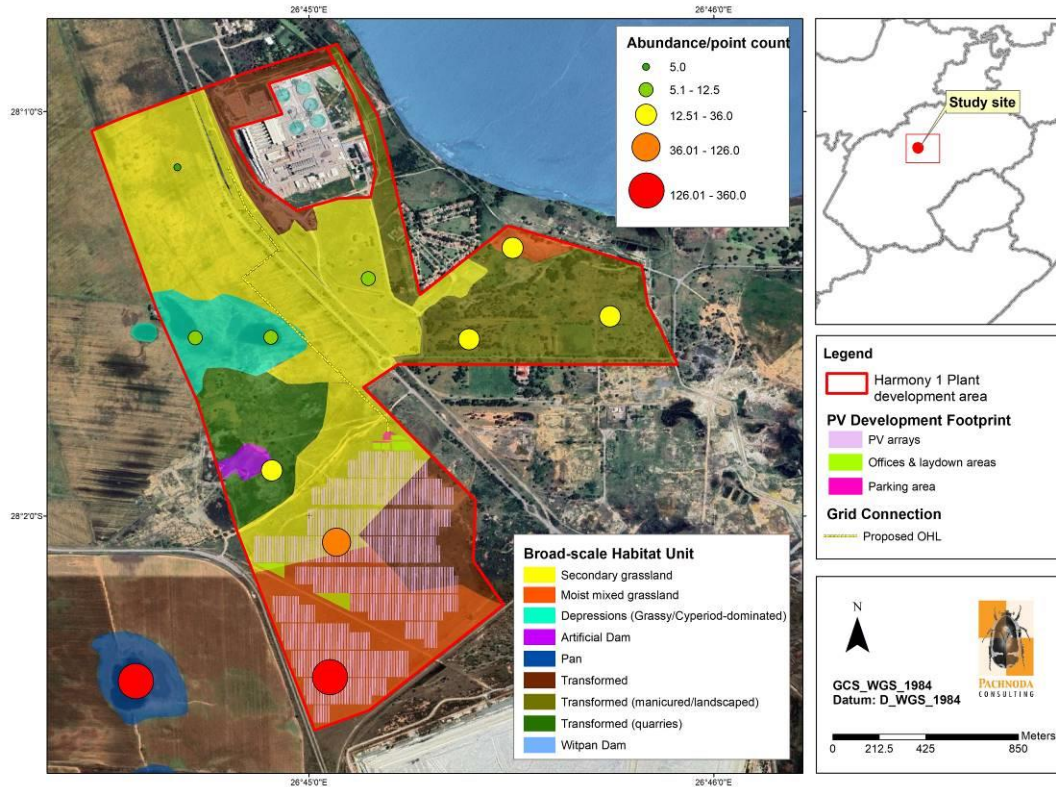 26°45'0"E
26°46'0"E
28°1'0"S
28°2'0"S
26°45'0"E
26°46'0"E
Abundance/point count
5.0
5.1 - 12.5
12.51 - 36.0
36.01 - 126.0
126.01 - 360.0
Broad-scale Habitat Unit
Secondary grassland
Moist mixed grassland
Depressions (Grassy/Cyperiod-dominated)
Artificial Dam
Pan
Transformed
Transformed (manicured/landscaped)
Transformed (quarries)
Witpan Dam
Study site
Legend
Harmony 1 Plant
development area
PV Development Footprint
PV arrays
Offices & laydown areas
Parking area
Grid Connection
Proposed OHL
N
PACHNODA
CONSULTING
GCS_WGS_1984
Datum: D_WGS_1984
Meters
0 212.5 425 850